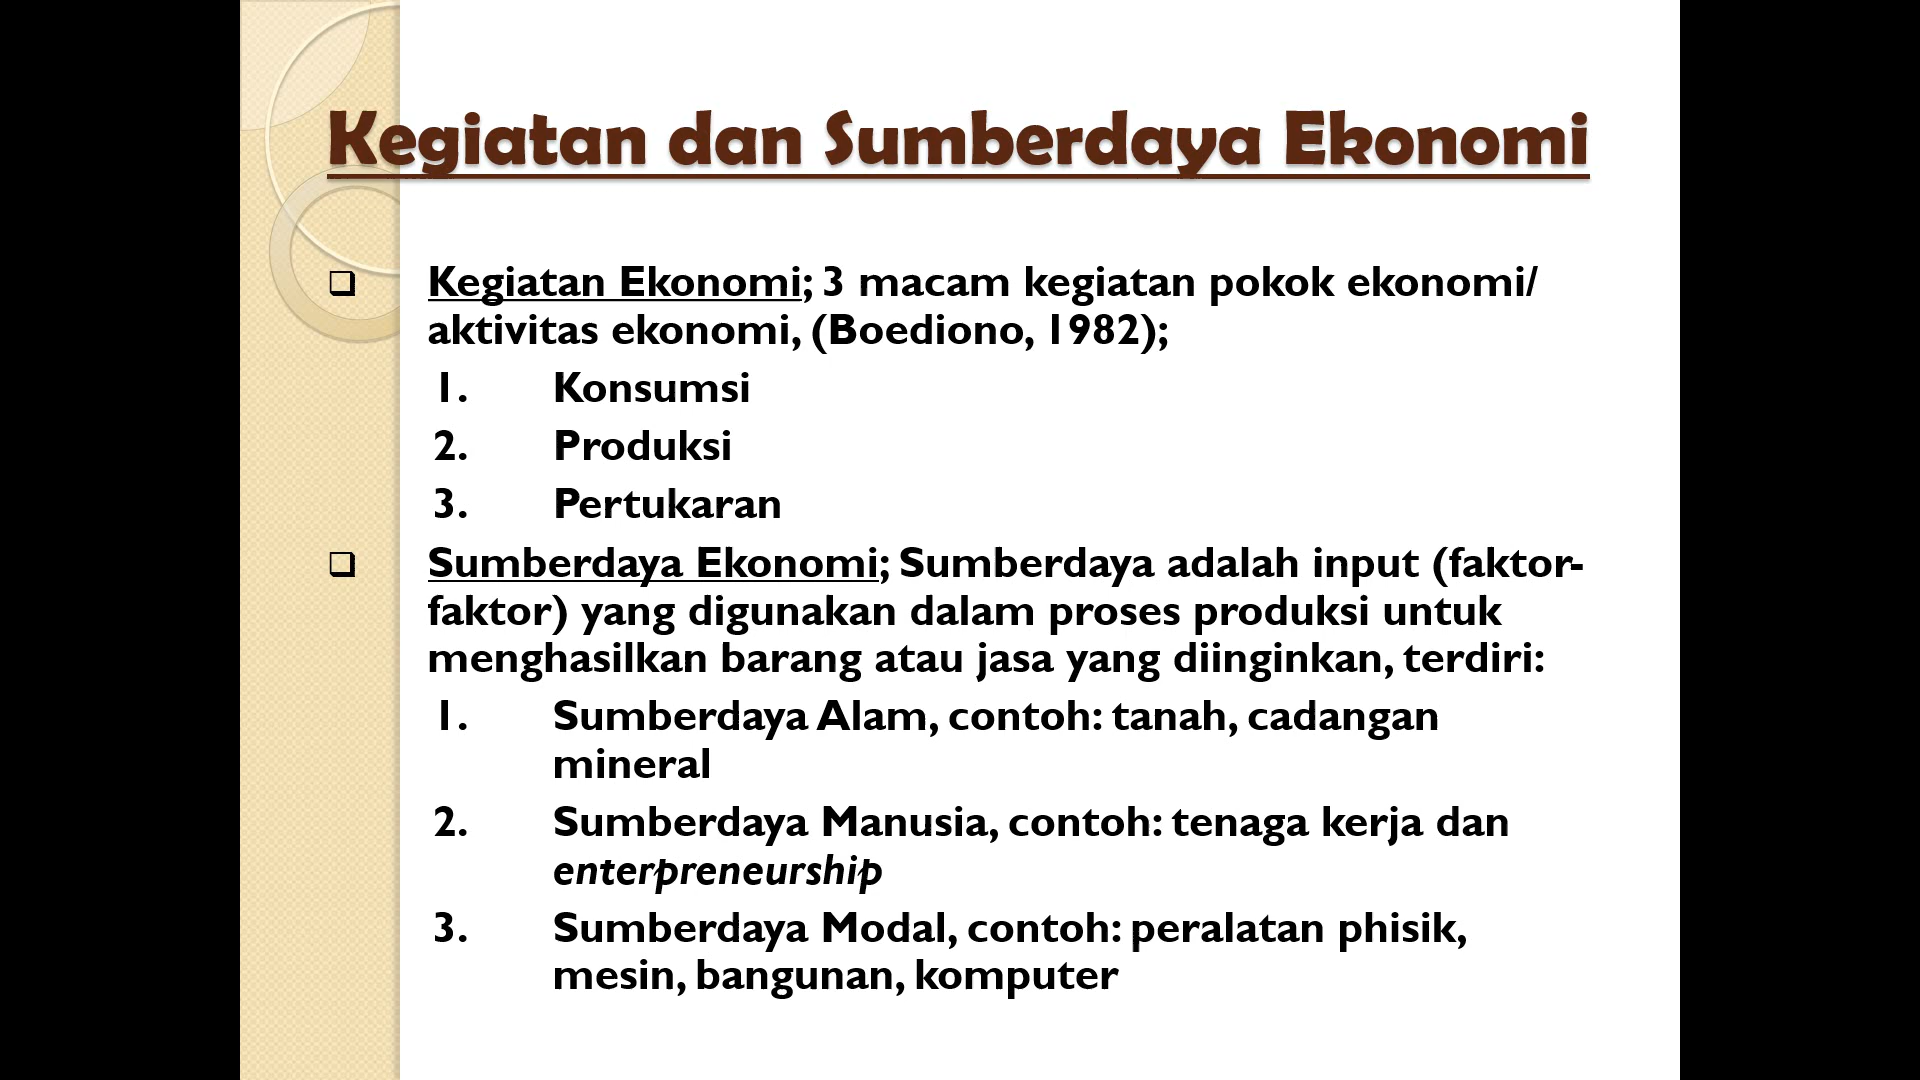 Kegiatan dan Sumberdaya Ekonomi
Kegiatan Ekonomi; 3 macam kegiatan pokok ekonomi/
aktivitas ekonomi, (Boediono, 1982);
1. Konsumsi
2. Produksi
3. Pertukaran
Sumberdaya Ekonomi; Sumberdaya adalah input (faktor-
faktor) yang digunakan dalam proses produksi untuk
menghasilkan barang atau jasa yang diinginkan, terdiri:
1. Sumberdaya Alam, contoh: tanah, cadangan
mineral
2. Sumberdaya Manusia, contoh: tenaga kerja dan
enterpreneurship
3. Sumberdaya Modal, contoh: peralatan phisik,
mesin, bangunan, komputer